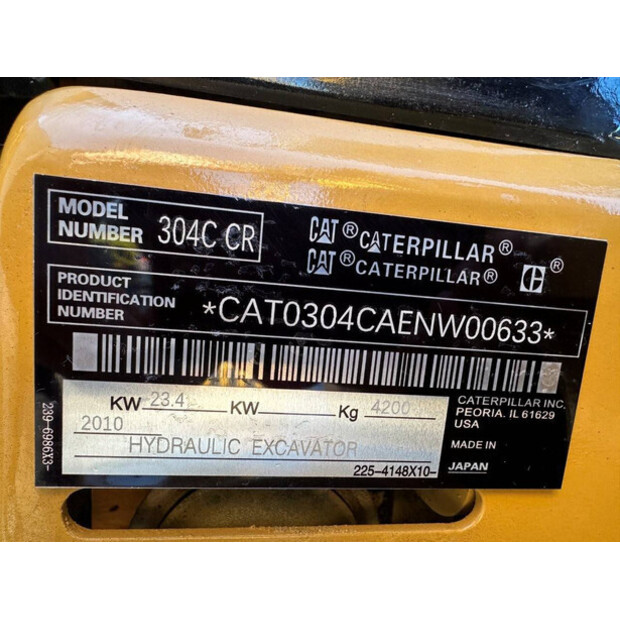 MODEL NUMBER 304C CR
CAT® CATERPILLAR®
CAT® CATERPILLAR®
C ®
PRODUCT IDENTIFICATION NUMBER
*CAT0304CAENW00633*
KW 23.4 KW Kg 4200
2010
HYDRAULIC EXCAVATOR
225-4148X10-
CATERPILLAR INC.
PEORIA. IL 61629
USA
MADE IN
JAPAN
239-6986X3-